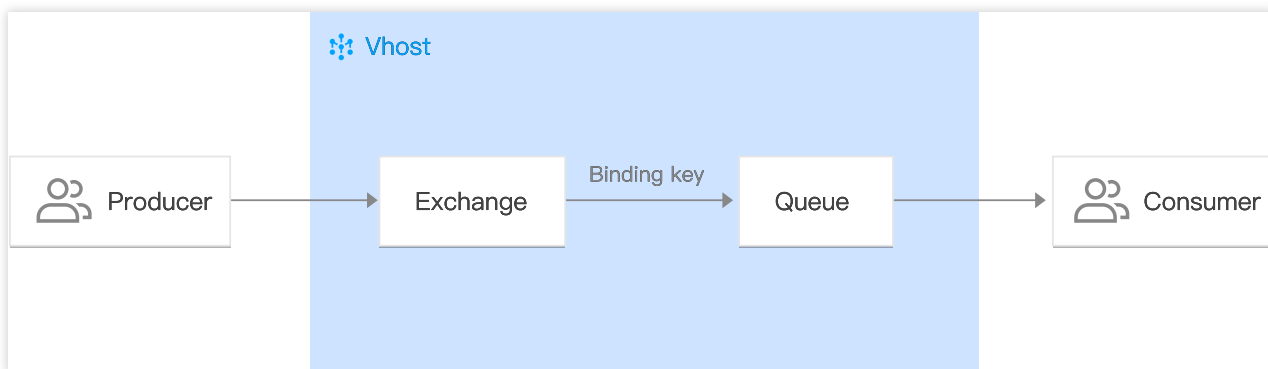 Vhost
Producer
Exchange
Binding key
Queue
Consumer